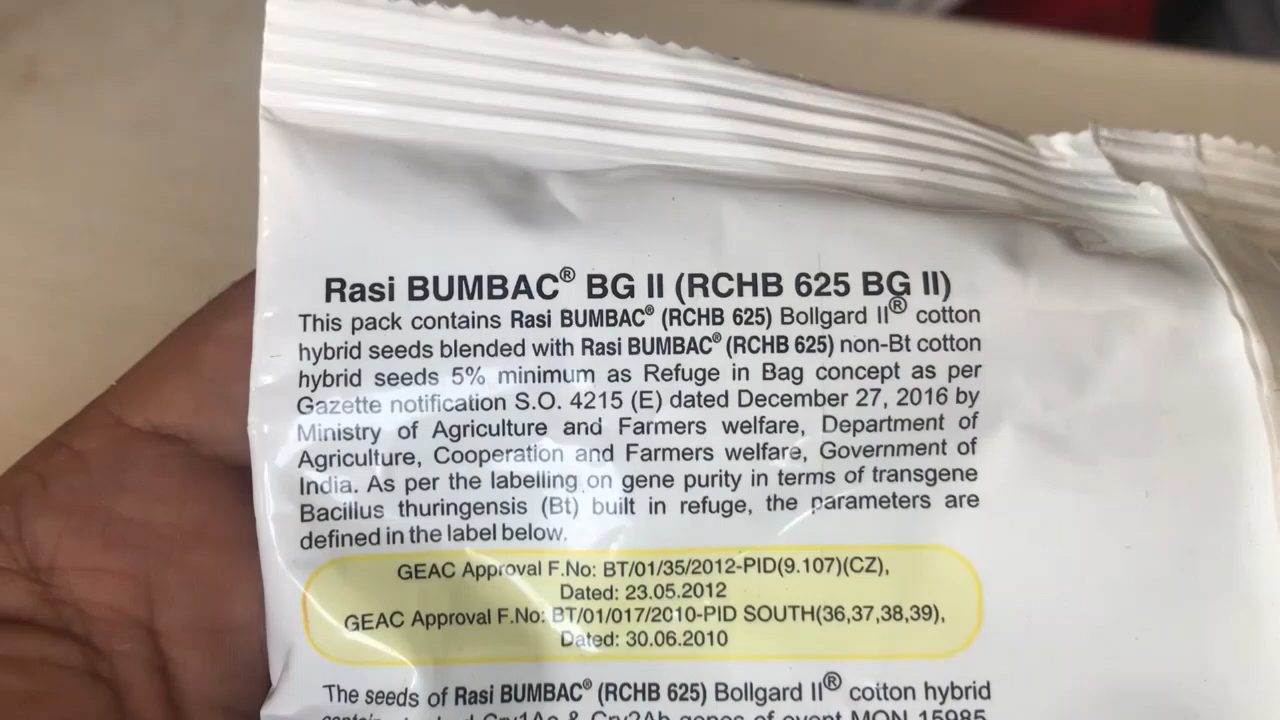 Rasi BUMBAC® BG II (RCHB 625 BG II)
This pack contains Rasi BUMBAC® (RCHB 625) Bollgard II® cotton
hybrid seeds blended with Rasi BUMBAC® (RCHB 625) non-Bt cotton
hybrid seeds 5% minimum as Refuge in Bag concept as per
Gazette notification S.O. 4215 (E) dated December 27, 2016 by
Ministry of Agriculture and Farmers welfare, Department of
Agriculture, Cooperation and Farmers welfare, Government of
India. As per the labelling on gene purity in terms of transgene
Bacillus thuringensis (Bt) built in refuge, the parameters are
defined in the label below.
GEAC Approval F.No: BT/01/35/2012-PID(9.107)(CZ),
Dated: 23.05.2012
GEAC Approval F.No: BT/01/017/2010-PID SOUTH(36,37,38,39),
Dated: 30.06.2010
The seeds of Rasi BUMBAC® (RCHB 625) Bollgard II® cotton hybrid
Cry1Ac & Cry2Ab genes of event MON 15985